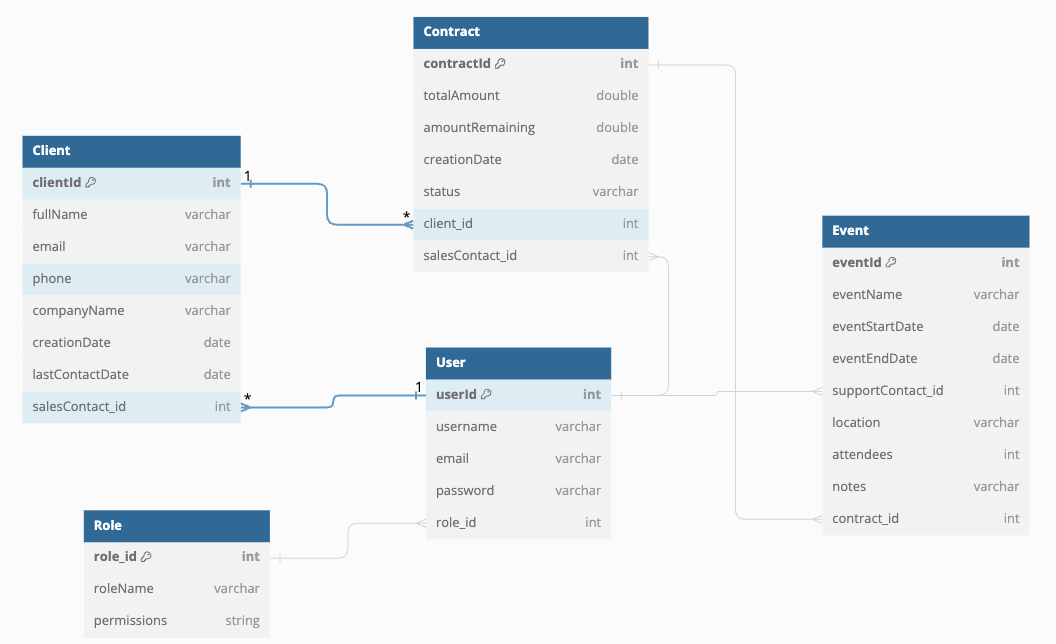 Contract
contractId int
totalAmount double
amountRemaining double
creationDate date
status varchar
client_id int
salesContact_id int
Client
clientId int
fullName varchar
email varchar
phone varchar
companyName varchar
creationDate date
lastContactDate date
salesContact_id int
1
*
*
1
Event
eventId int
eventName varchar
eventStartDate date
eventEndDate date
supportContact_id int
location varchar
attendees int
notes varchar
contract_id int
User
userId int
username varchar
email varchar
password varchar
role_id int
Role
role_id int
roleName varchar
permissions string